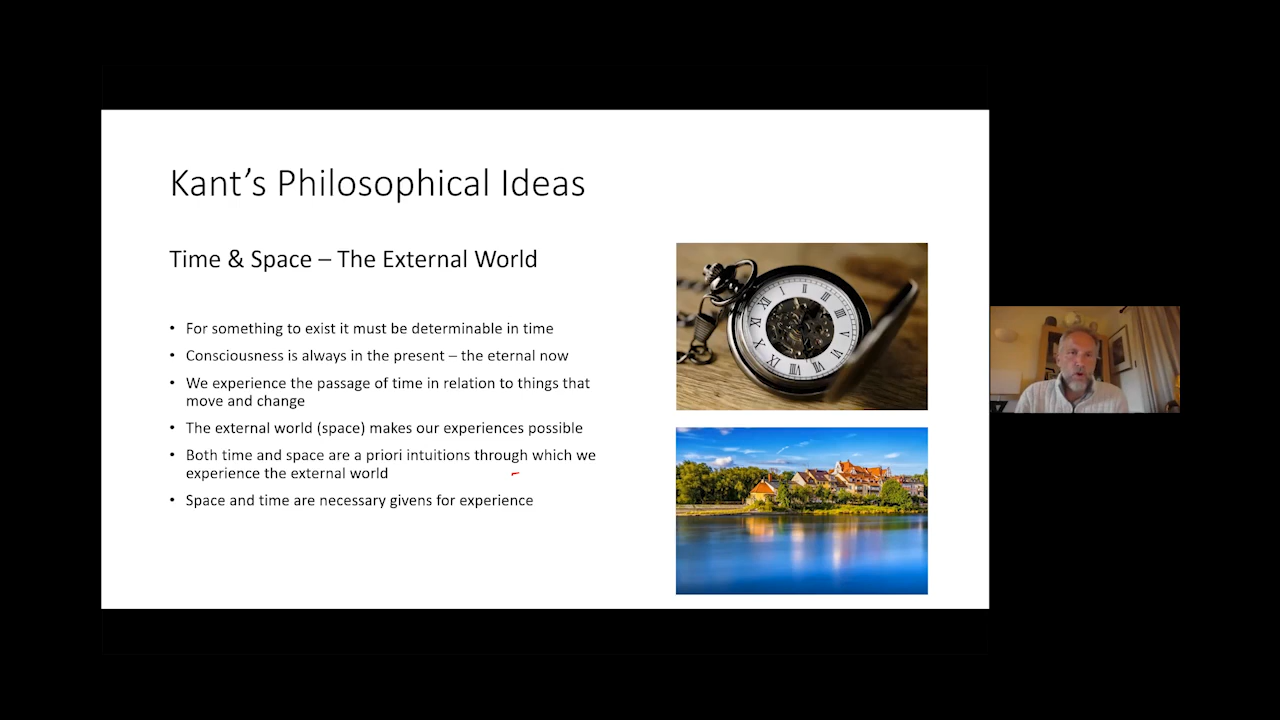 Kant's Philosophical Ideas
Time & Space – The External World
• For something to exist it must be determinable in time
• Consciousness is always in the present – the eternal now
• We experience the passage of time in relation to things that
move and change
• The external world (space) makes our experiences possible
• Both time and space are a priori intuitions through which we
experience the external world
• Space and time are necessary givens for experience